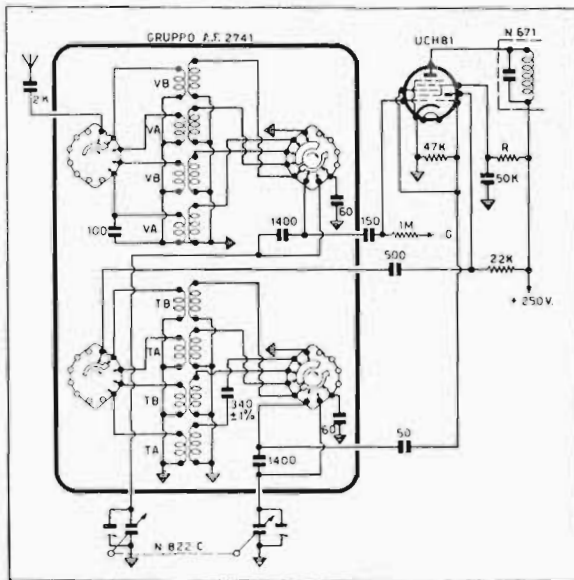 GRUPPO A.F. 2741
UCH81
N 671
2K
VB
VA
VB
VA
100
60
1400
150
1M
G
47K
R
50K
500
22K
+ 250 V.
TB
TA
TB
TA
340
±1%
60
1400
50
N 822 C